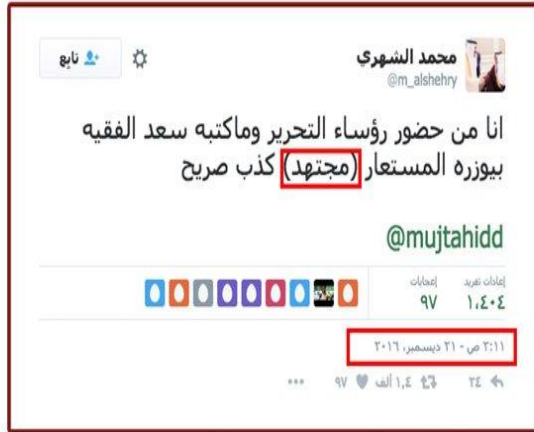 محمد الشهري
@m_alshehry
تابع
انا من حضور رؤساء التحرير وماكتبه سعد الفقيه
بيوزره المستعار (مجتهد) كذب صريح
@mujtahidd
إعادات تغريد إعجابات
١،٤٠٤ ٩٧
٢:١١ ص - ٢١ ديسمبر، ٢٠١٦
٢٤ ١,٤ ألف ٩٧